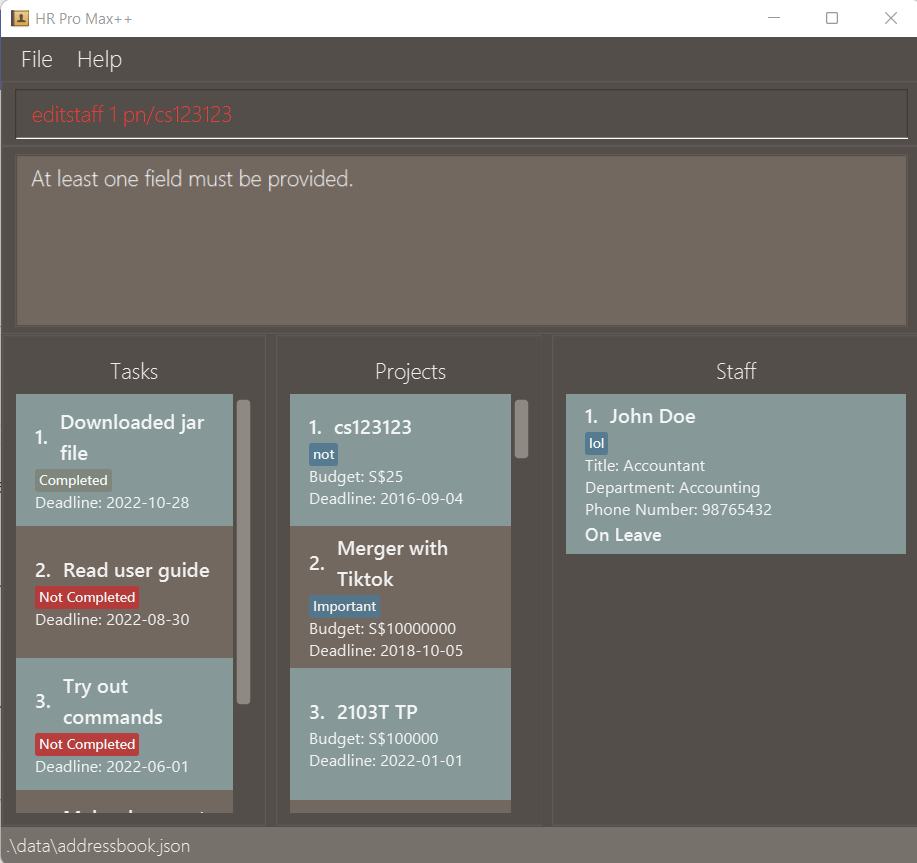 HR Pro Max++
File Help
editstaff 1 pn/cs123123
At least one field must be provided.
Tasks
1. Downloaded jar
file
Completed
Deadline: 2022-10-28
2. Read user guide
Not Completed
Deadline: 2022-08-30
3. Try out
commands
Not Completed
Deadline: 2022-06-01
Projects
1. cs123123
not
Budget: S$25
Deadline: 2016-09-04
2. Merger with
Tiktok
Important
Budget: S$10000000
Deadline: 2018-10-05
3. 2103T TP
Budget: S$100000
Deadline: 2022-01-01
Staff
1. John Doe
lol
Title: Accountant
Department: Accounting
Phone Number: 98765432
On Leave
.\data\addressbook.json